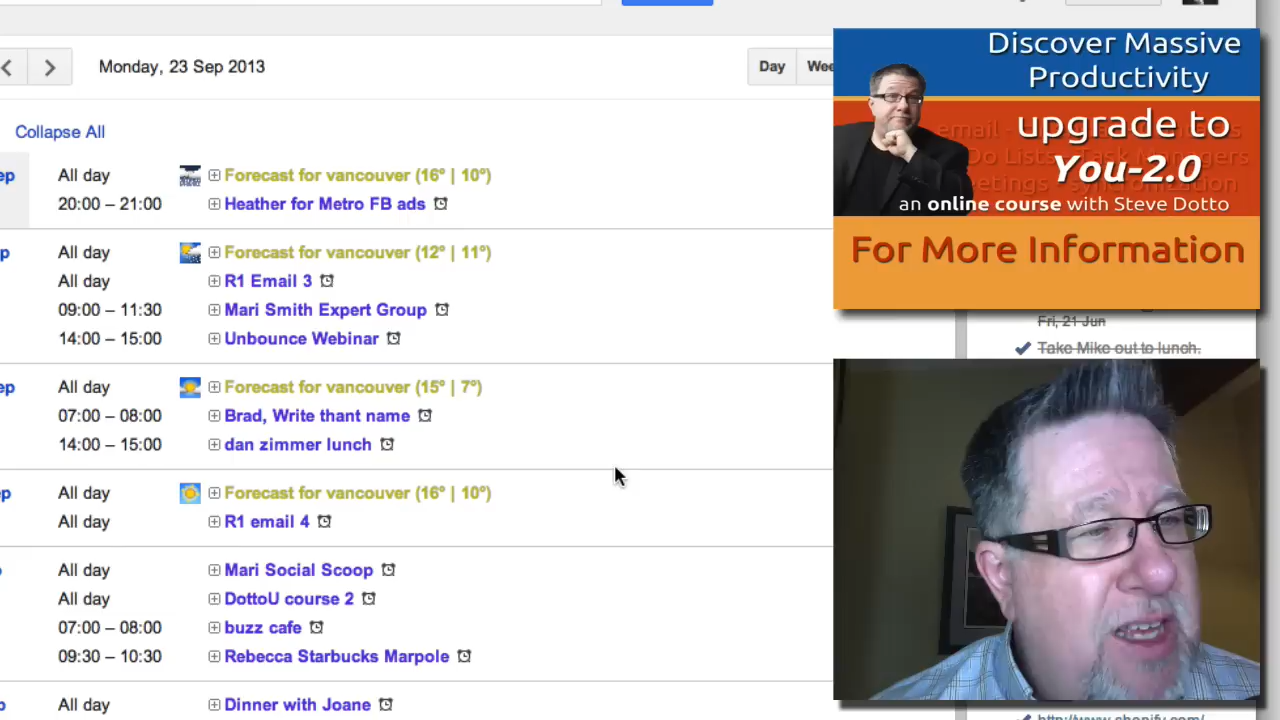 Monday, 23 Sep 2013
Day
Collapse All
All day Forecast for vancouver (16° | 10°)
20:00 – 21:00 Heather for Metro FB ads
All day Forecast for vancouver (12° | 11°)
All day R1 Email 3
09:00 – 11:30 Mari Smith Expert Group
14:00 – 15:00 Unbounce Webinar
All day Forecast for vancouver (15° | 7°)
07:00 – 08:00 Brad, Write thant name
14:00 – 15:00 dan zimmer lunch
All day Forecast for vancouver (16° | 10°)
All day R1 email 4
All day Mari Social Scoop
All day DottoU course 2
07:00 – 08:00 buzz cafe
09:30 – 10:30 Rebecca Starbucks Marpole
All day Dinner with Joane
Discover Massive
Productivity
upgrade to
You-2.0
an online course with Steve Dotto
For More Information
Fri, 21 Jun
Take Mike out to lunch.